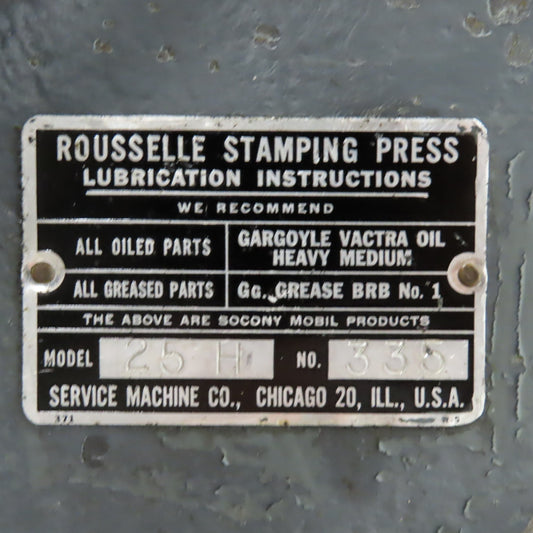 ROUSSELLE STAMPING PRESS
LUBRICATION INSTRUCTIONS
WE RECOMMEND
ALL OILED PARTS GARGOYLE VACTRA OIL HEAVY MEDIUM
ALL GREASED PARTS Gg. GREASE BRB No. 1
THE ABOVE ARE SOCONY MOBIL PRODUCTS
MODEL 25 H NO. 335
SERVICE MACHINE CO., CHICAGO 20, ILL., U.S.A.
371